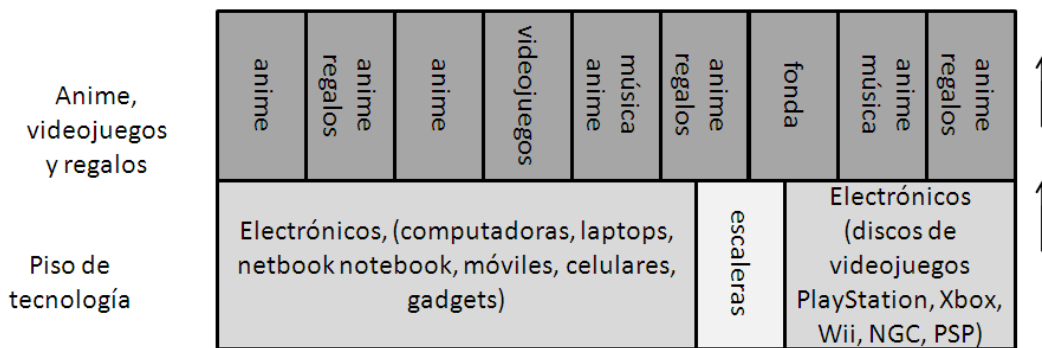 Anime,
videojuegos
y regalos
anime
anime
regalos
anime
videojuegos
música
anime
anime
regalos
fonda
anime
música
anime
regalos
Piso de
tecnología
Electrónicos, (computadoras, laptops,
netbook notebook, móviles, celulares,
gadgets)
escaleras
Electrónicos
(discos de
videojuegos
PlayStation, Xbox,
Wii, NGC, PSP)